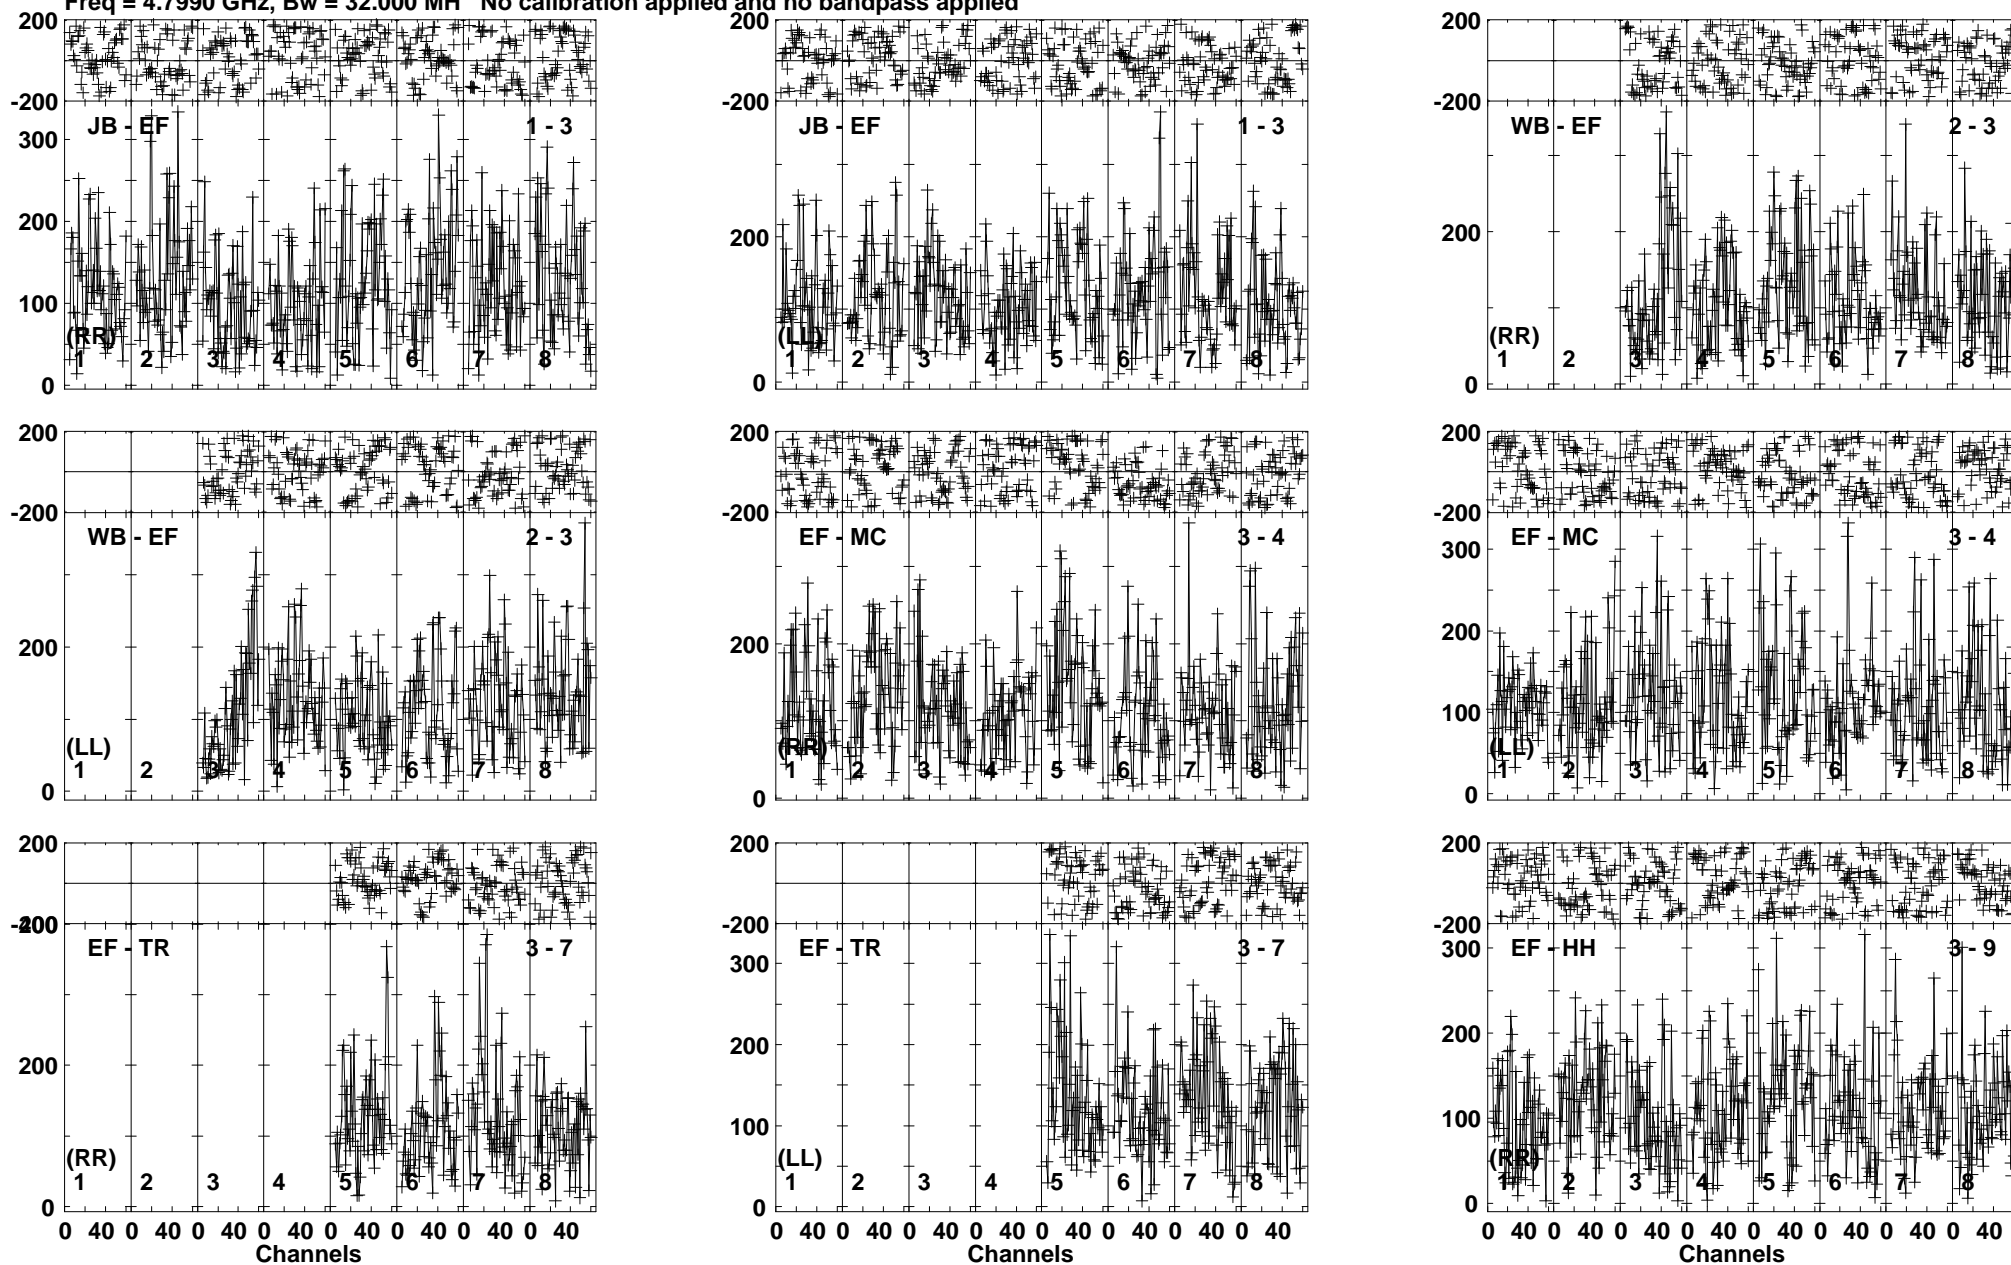 Freq = 4.7990 GHz, Bw = 32.000 MH No calibration applied and no bandpass applied
200 200 200
-200 -200 -200
JB - EF 1 - 3 JB - EF 1 - 3 WB - EF 2 - 3
300
200 200 200
100
(RR) (LL) (RR)
1 2 3 4 5 6 7 8 1 2 3 4 5 6 7 8 1 2 3 4 5 6 7 8
0 0 0
200 200 200
-200 -200 -200
WB - EF 2 - 3 EF - MC 3 - 4 EF - MC 3 - 4
300
200 200 200
100
(LL) (RR) (LL)
1 2 3 4 5 6 7 8 1 2 3 4 5 6 7 8 1 2 3 4 5 6 7 8
0 0 0
200 200 200
-200 -200 -200
400
EF - TR 3 - 7 EF - TR 3 - 7 EF - HH 3 - 9
300 300
200 200 200
100 100
(RR) (LL) (RR)
1 2 3 4 5 6 7 8 1 2 3 4 5 6 7 8 1 2 3 4 5 6 7 8
0 0 0
0 40 0 40 0 40 0 40 0 40 0 40 0 40 0 40 0 40 0 40 0 40 0 40 0 40 0 40 0 40 0 40 0 40 0 40 0 40 0 40 0 40 0 40 0 40 0 40
Channels Channels Channels